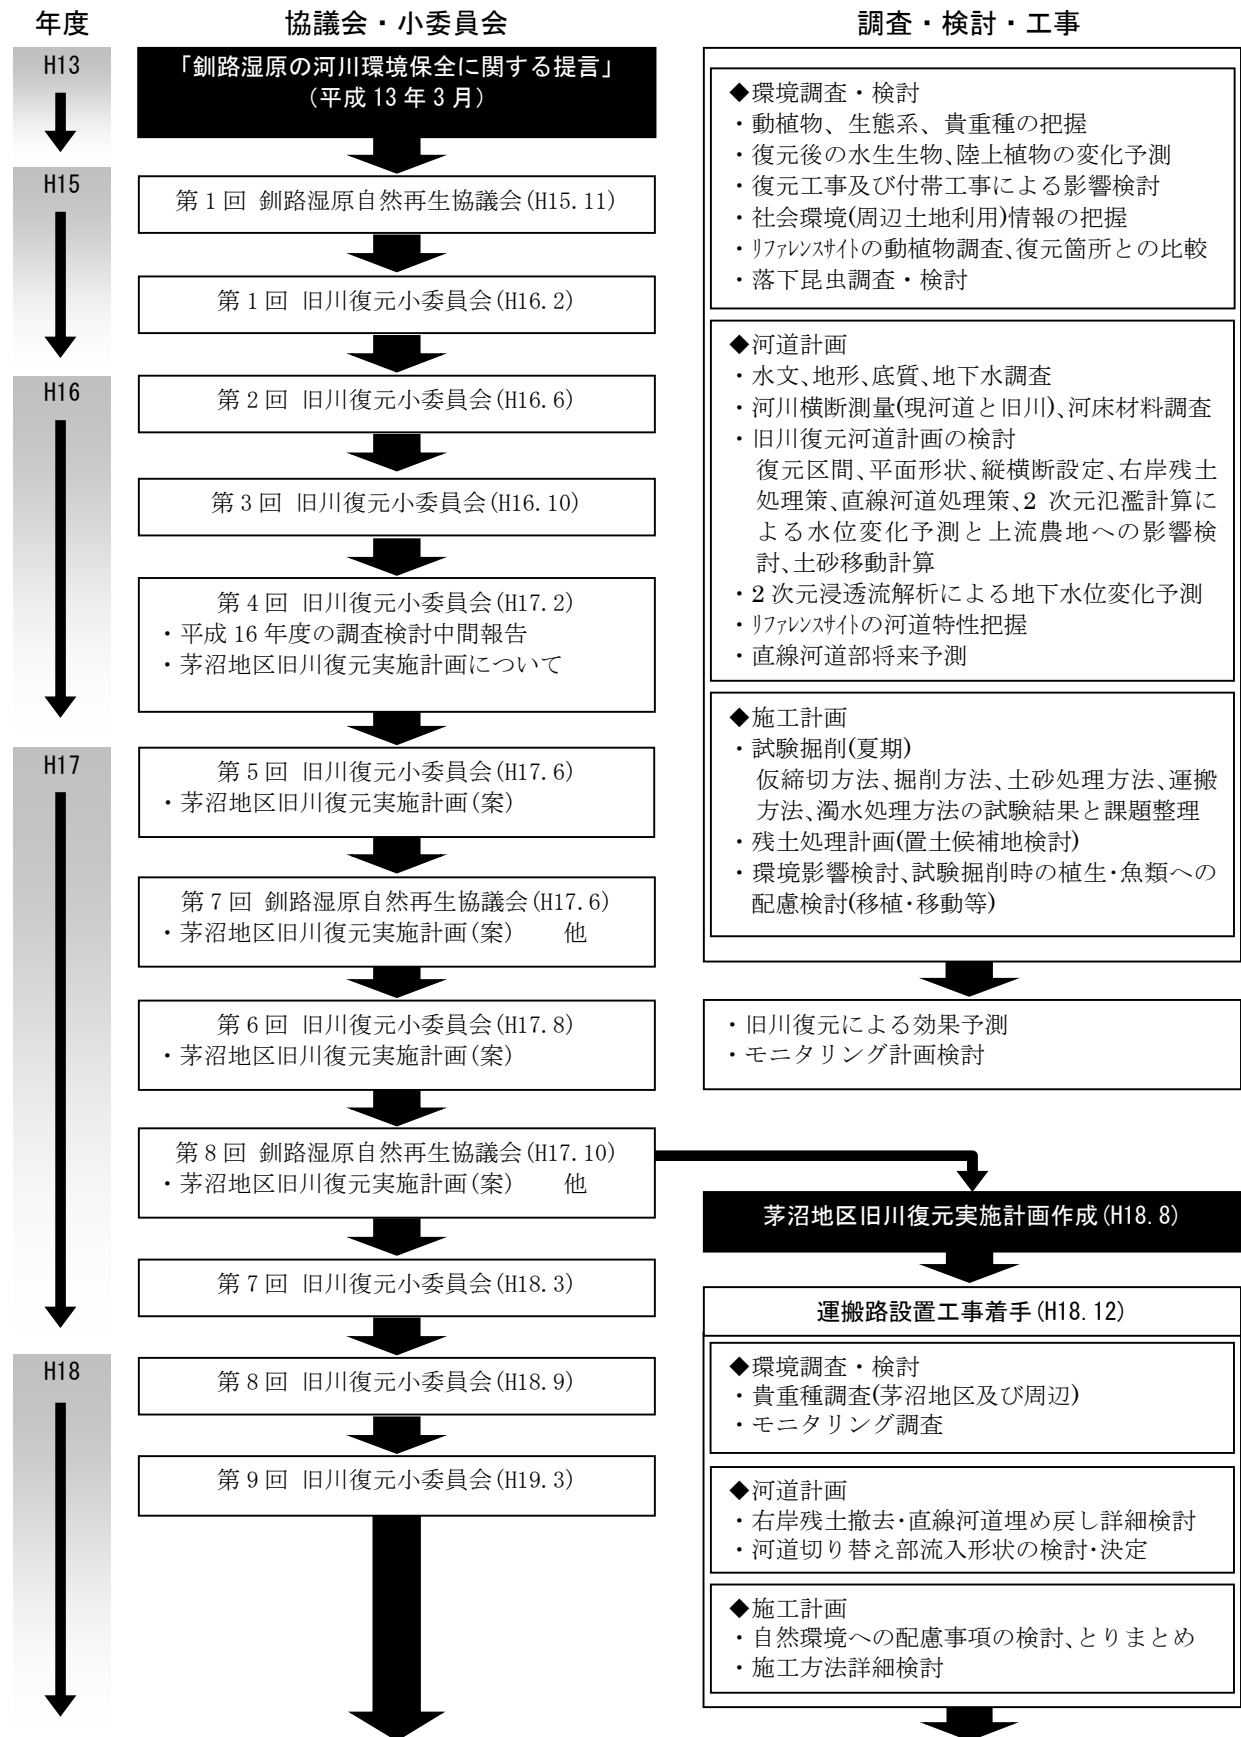 年度
協議会・小委員会
調査・検討・工事
H13
「釧路湿原の河川環境保全に関する提言」
（平成 13 年 3 月）
H15
第 1 回 釧路湿原自然再生協議会(H15.11)
第 1 回 旧川復元小委員会(H16.2)
H16
第 2 回 旧川復元小委員会(H16.6)
第 3 回 旧川復元小委員会(H16.10)
第 4 回 旧川復元小委員会(H17.2)
・平成 16 年度の調査検討中間報告
・茅沼地区旧川復元実施計画について
H17
第 5 回 旧川復元小委員会(H17.6)
・茅沼地区旧川復元実施計画(案)
第 7 回 釧路湿原自然再生協議会(H17.6)
・茅沼地区旧川復元実施計画(案) 他
第 6 回 旧川復元小委員会(H17.8)
・茅沼地区旧川復元実施計画(案)
第 8 回 釧路湿原自然再生協議会(H17.10)
・茅沼地区旧川復元実施計画(案) 他
第 7 回 旧川復元小委員会(H18.3)
H18
第 8 回 旧川復元小委員会(H18.9)
第 9 回 旧川復元小委員会(H19.3)
◆環境調査・検討
・動植物、生態系、貴重種の把握
・復元後の水生生物、陸上植物の変化予測
・復元工事及び付帯工事による影響検討
・社会環境(周辺土地利用)情報の把握
・ﾘﾌｧﾚﾝｽｻｲﾄの動植物調査、復元箇所との比較
・落下昆虫調査・検討
◆河道計画
・水文、地形、底質、地下水調査
・河川横断測量(現河道と旧川)、河床材料調査
・旧川復元河道計画の検討
復元区間、平面形状、縦横断設定、右岸残土
処理策、直線河道処理策、2 次元氾濫計算に
よる水位変化予測と上流農地への影響検
討、土砂移動計算
・2 次元浸透流解析による地下水位変化予測
・ﾘﾌｧﾚﾝｽｻｲﾄの河道特性把握
・直線河道部将来予測
◆施工計画
・試験掘削(夏期)
仮締切方法、掘削方法、土砂処理方法、運搬
方法、濁水処理方法の試験結果と課題整理
・残土処理計画(置土候補地検討)
・環境影響検討、試験掘削時の植生･魚類への
配慮検討(移植･移動等)
・旧川復元による効果予測
・モニタリング計画検討
茅沼地区旧川復元実施計画作成(H18.8)
運搬路設置工事着手(H18.12)
◆環境調査・検討
・貴重種調査(茅沼地区及び周辺)
・モニタリング調査
◆河道計画
・右岸残土撤去･直線河道埋め戻し詳細検討
・河道切り替え部流入形状の検討･決定
◆施工計画
・自然環境への配慮事項の検討、とりまとめ
・施工方法詳細検討